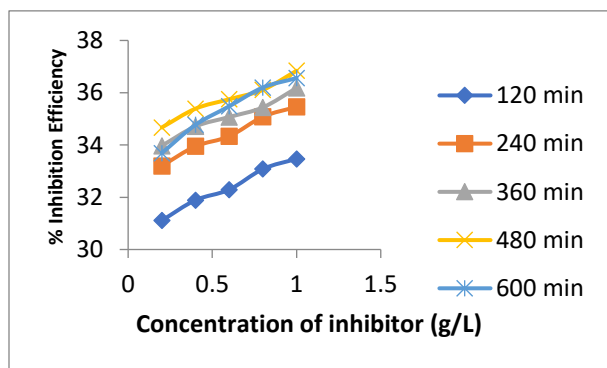 % Inhibition Efficiency
38
36
34
32
30
0
0.5
1
1.5
Concentration of inhibitor (g/L)
120 min
240 min
360 min
480 min
600 min